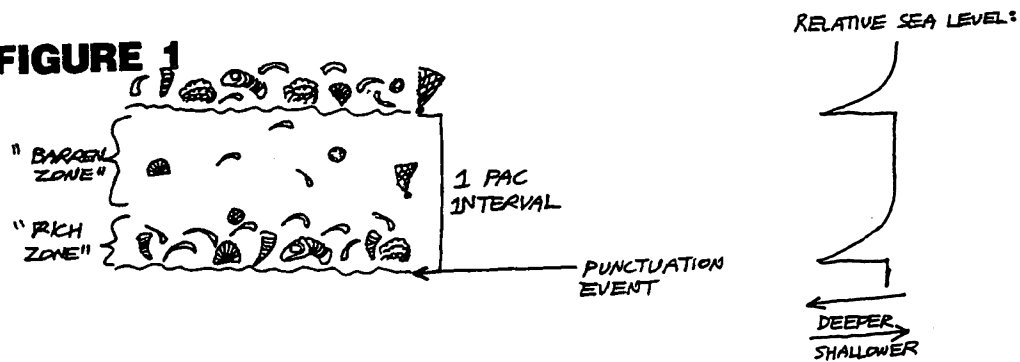 FIGURE 1
RELATIVE SEA LEVEL:
" BARREN
ZONE"
1 PAC
INTERVAL
" RICH
ZONE"
PUNCTUATION
EVENT
DEEPER
SHALLOWER